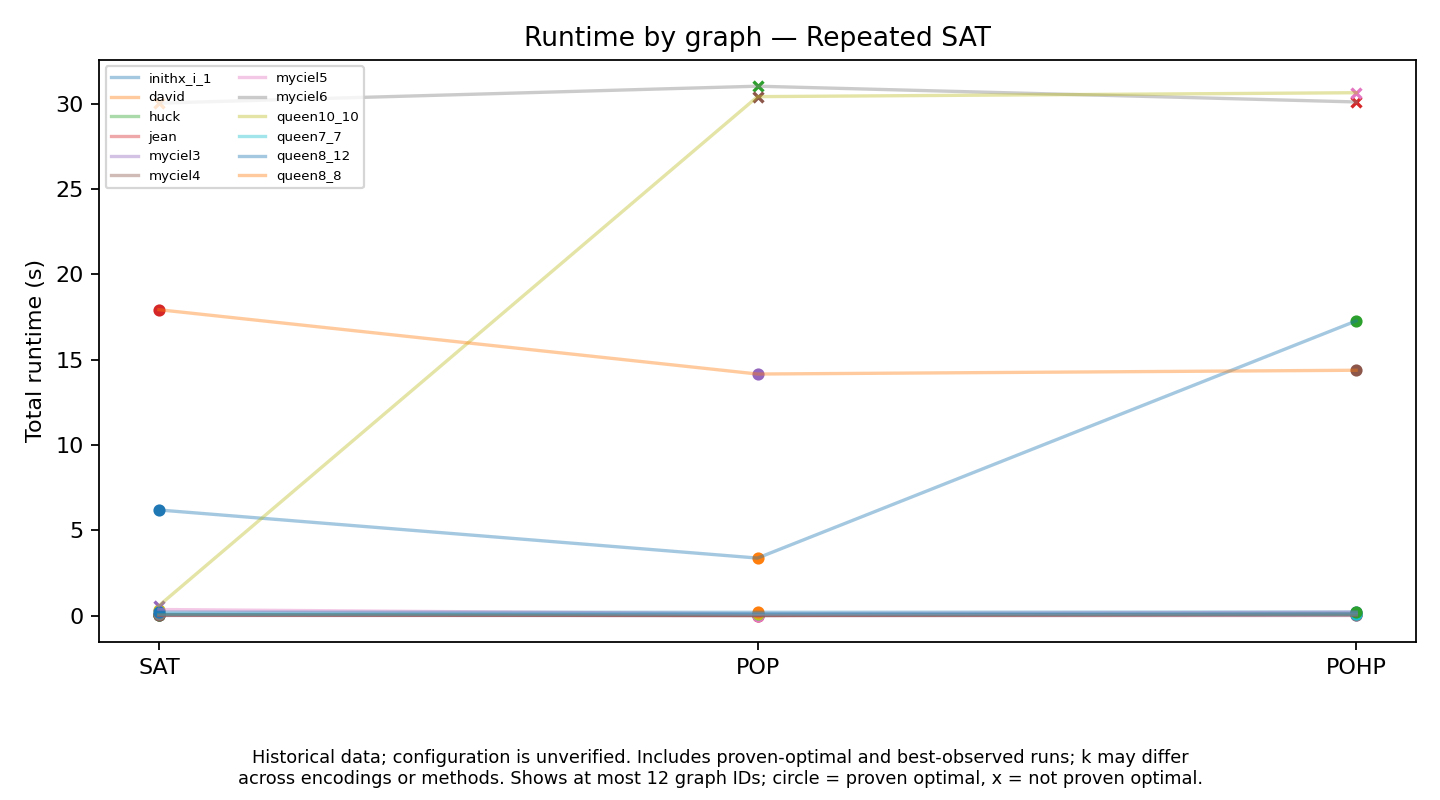 Runtime by graph — Repeated SAT
inithx_i_1
david
huck
jean
myciel3
myciel4
myciel5
myciel6
queen10_10
queen7_7
queen8_12
queen8_8
Total runtime (s)
30
25
20
15
10
5
0
SAT
POP
POHP
Historical data; configuration is unverified. Includes proven-optimal and best-observed runs; k may differ
across encodings or methods. Shows at most 12 graph IDs; circle = proven optimal, x = not proven optimal.